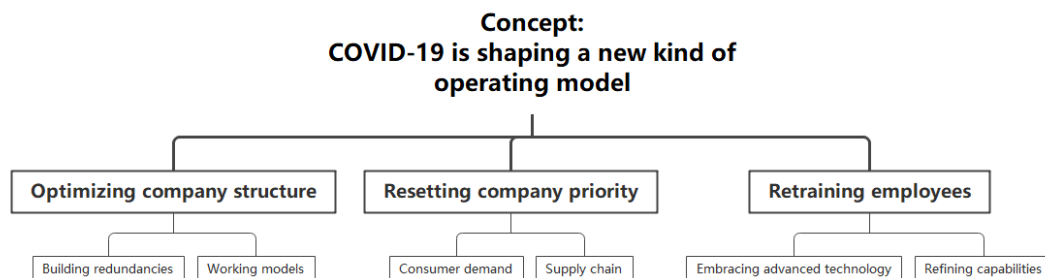 Concept:
COVID-19 is shaping a new kind of
operating model
Optimizing company structure
Resetting company priority
Retraining employees
Building redundancies
Working models
Consumer demand
Supply chain
Embracing advanced technology
Refining capabilities